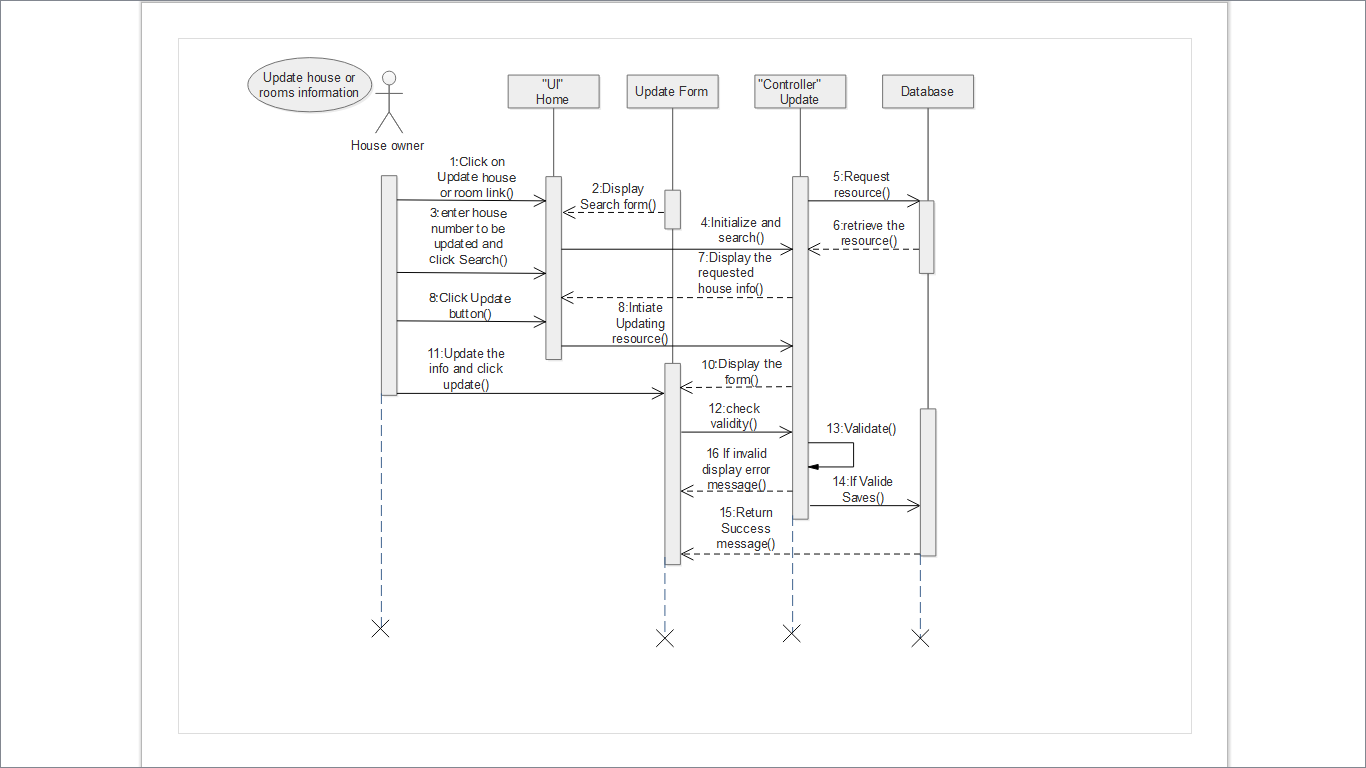 Update house or
rooms information
House owner
"UI"
Home
Update Form
"Controller"
Update
Database
1:Click on
Update house
or room link()
2:Display
Search form()
3:enter house
number to be
updated and
click Search()
4:Initialize and
search()
5:Request
resource()
6:retrieve the
resource()
7:Display the
requested
house info()
8:Click Update
button()
8:Intiate
Updating
resource()
11:Update the
info and click
update()
10:Display the
form()
12:check
validity()
13:Validate()
16 If invalid
display error
message()
14:If Valide
Saves()
15:Return
Success
message()